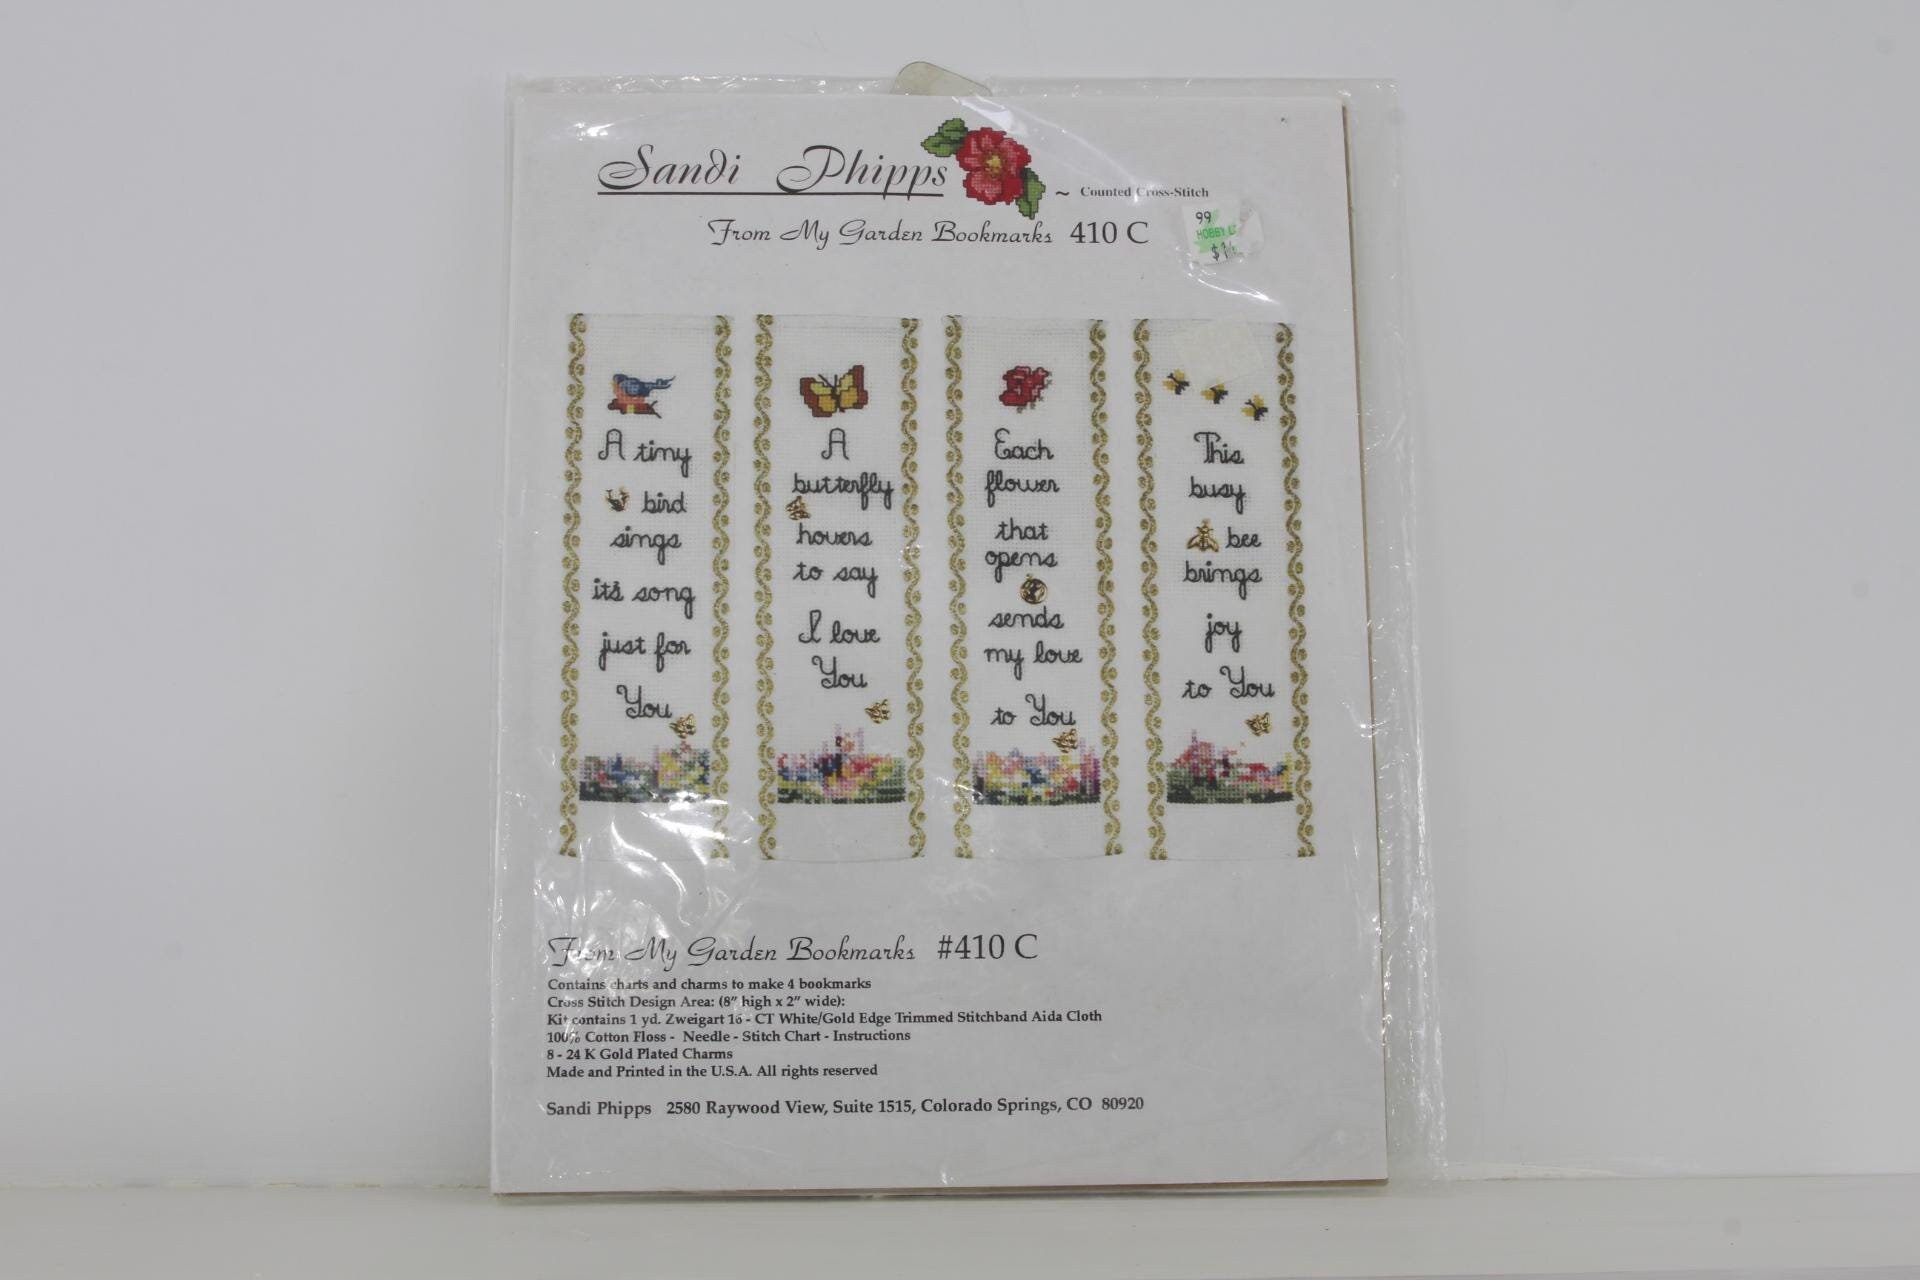 Sandi Phipps
~ Counted Cross-Stitch
From My Garden Bookmarks 410 C
99
HOBBY
A tiny
bird
sings
it's song
just for
You
A
butterfly
hovers
to say
I love
You
Each
flower
that
opens
sends
my love
to You
This
busy
bee
brings
joy
to You
From My Garden Bookmarks #410 C
Contains charts and charms to make 4 bookmarks
Cross Stitch Design Area: (8" high x 2" wide):
Kit contains 1 yd. Zweigart - CT White/Gold Edge Trimmed Stitchband Aida Cloth
100% Cotton Floss - Needle - Stitch Chart - Instructions
8 - 24 K Gold Plated Charms
Made and Printed in the U.S.A. All rights reserved
Sandi Phipps 2580 Raywood View, Suite 1515, Colorado Springs, CO 80920